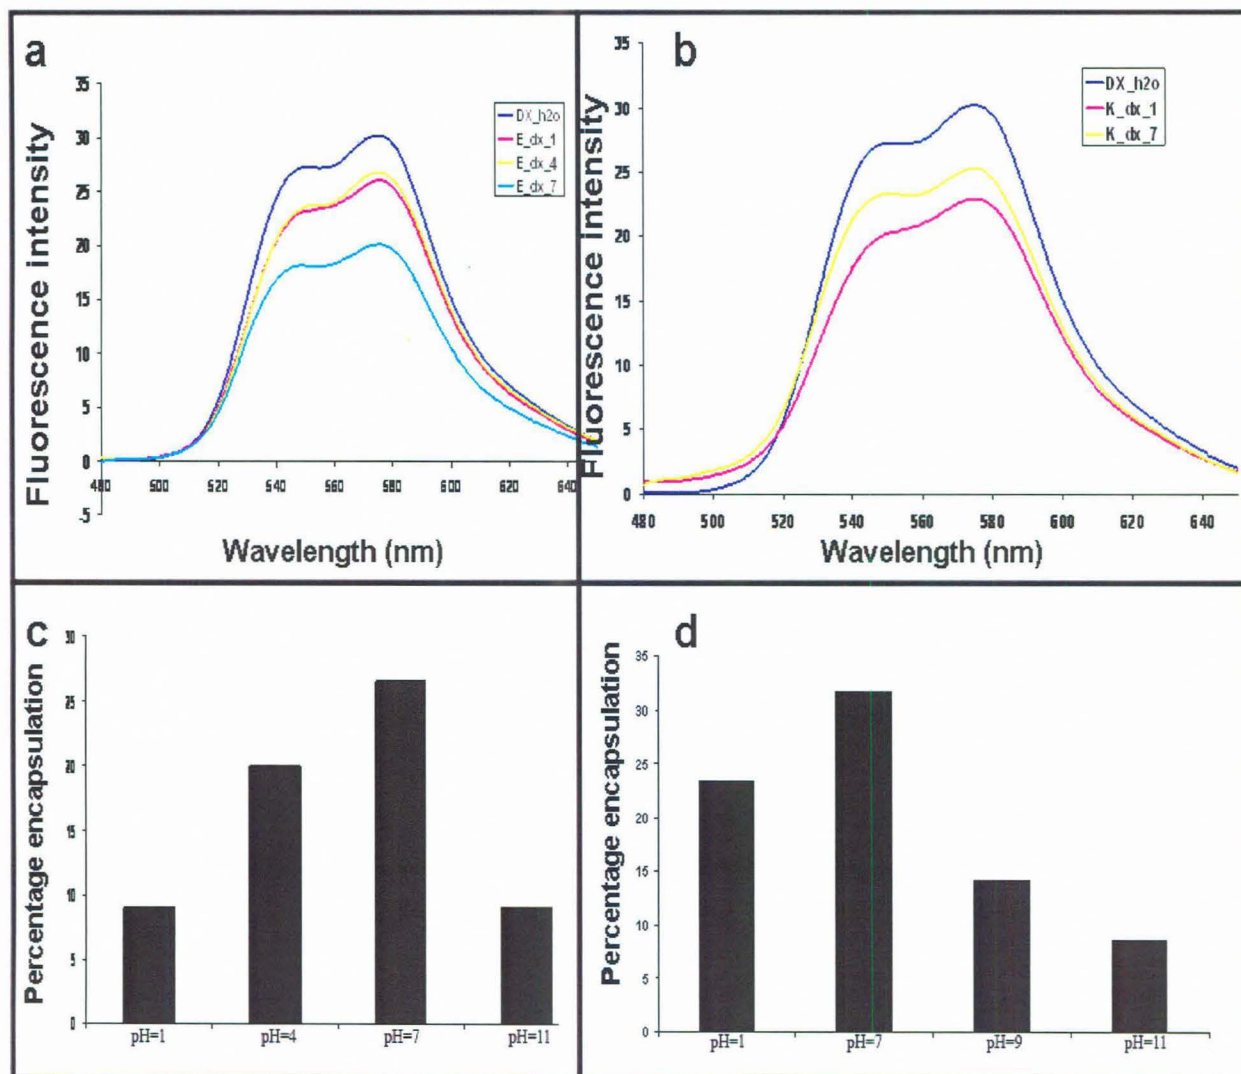 a
Fluorescence intensity
35
30
25
20
15
10
5
0
-5
480 500 520 540 560 580 600 620 640
Wavelength (nm)
DX_h2o
E_dx_1
E_dx_4
E_dx_7
b
Fluorescence intensity
35
30
25
20
15
10
5
0
480 500 520 540 560 580 600 620 640
Wavelength (nm)
DX_h2o
K_dx_1
K_dx_7
c
Percentage encapsulation
30
25
20
15
10
5
0
pH=1 pH=4 pH=7 pH=11
d
Percentage encapsulation
35
30
25
20
15
10
5
0
pH=1 pH=7 pH=9 pH=11